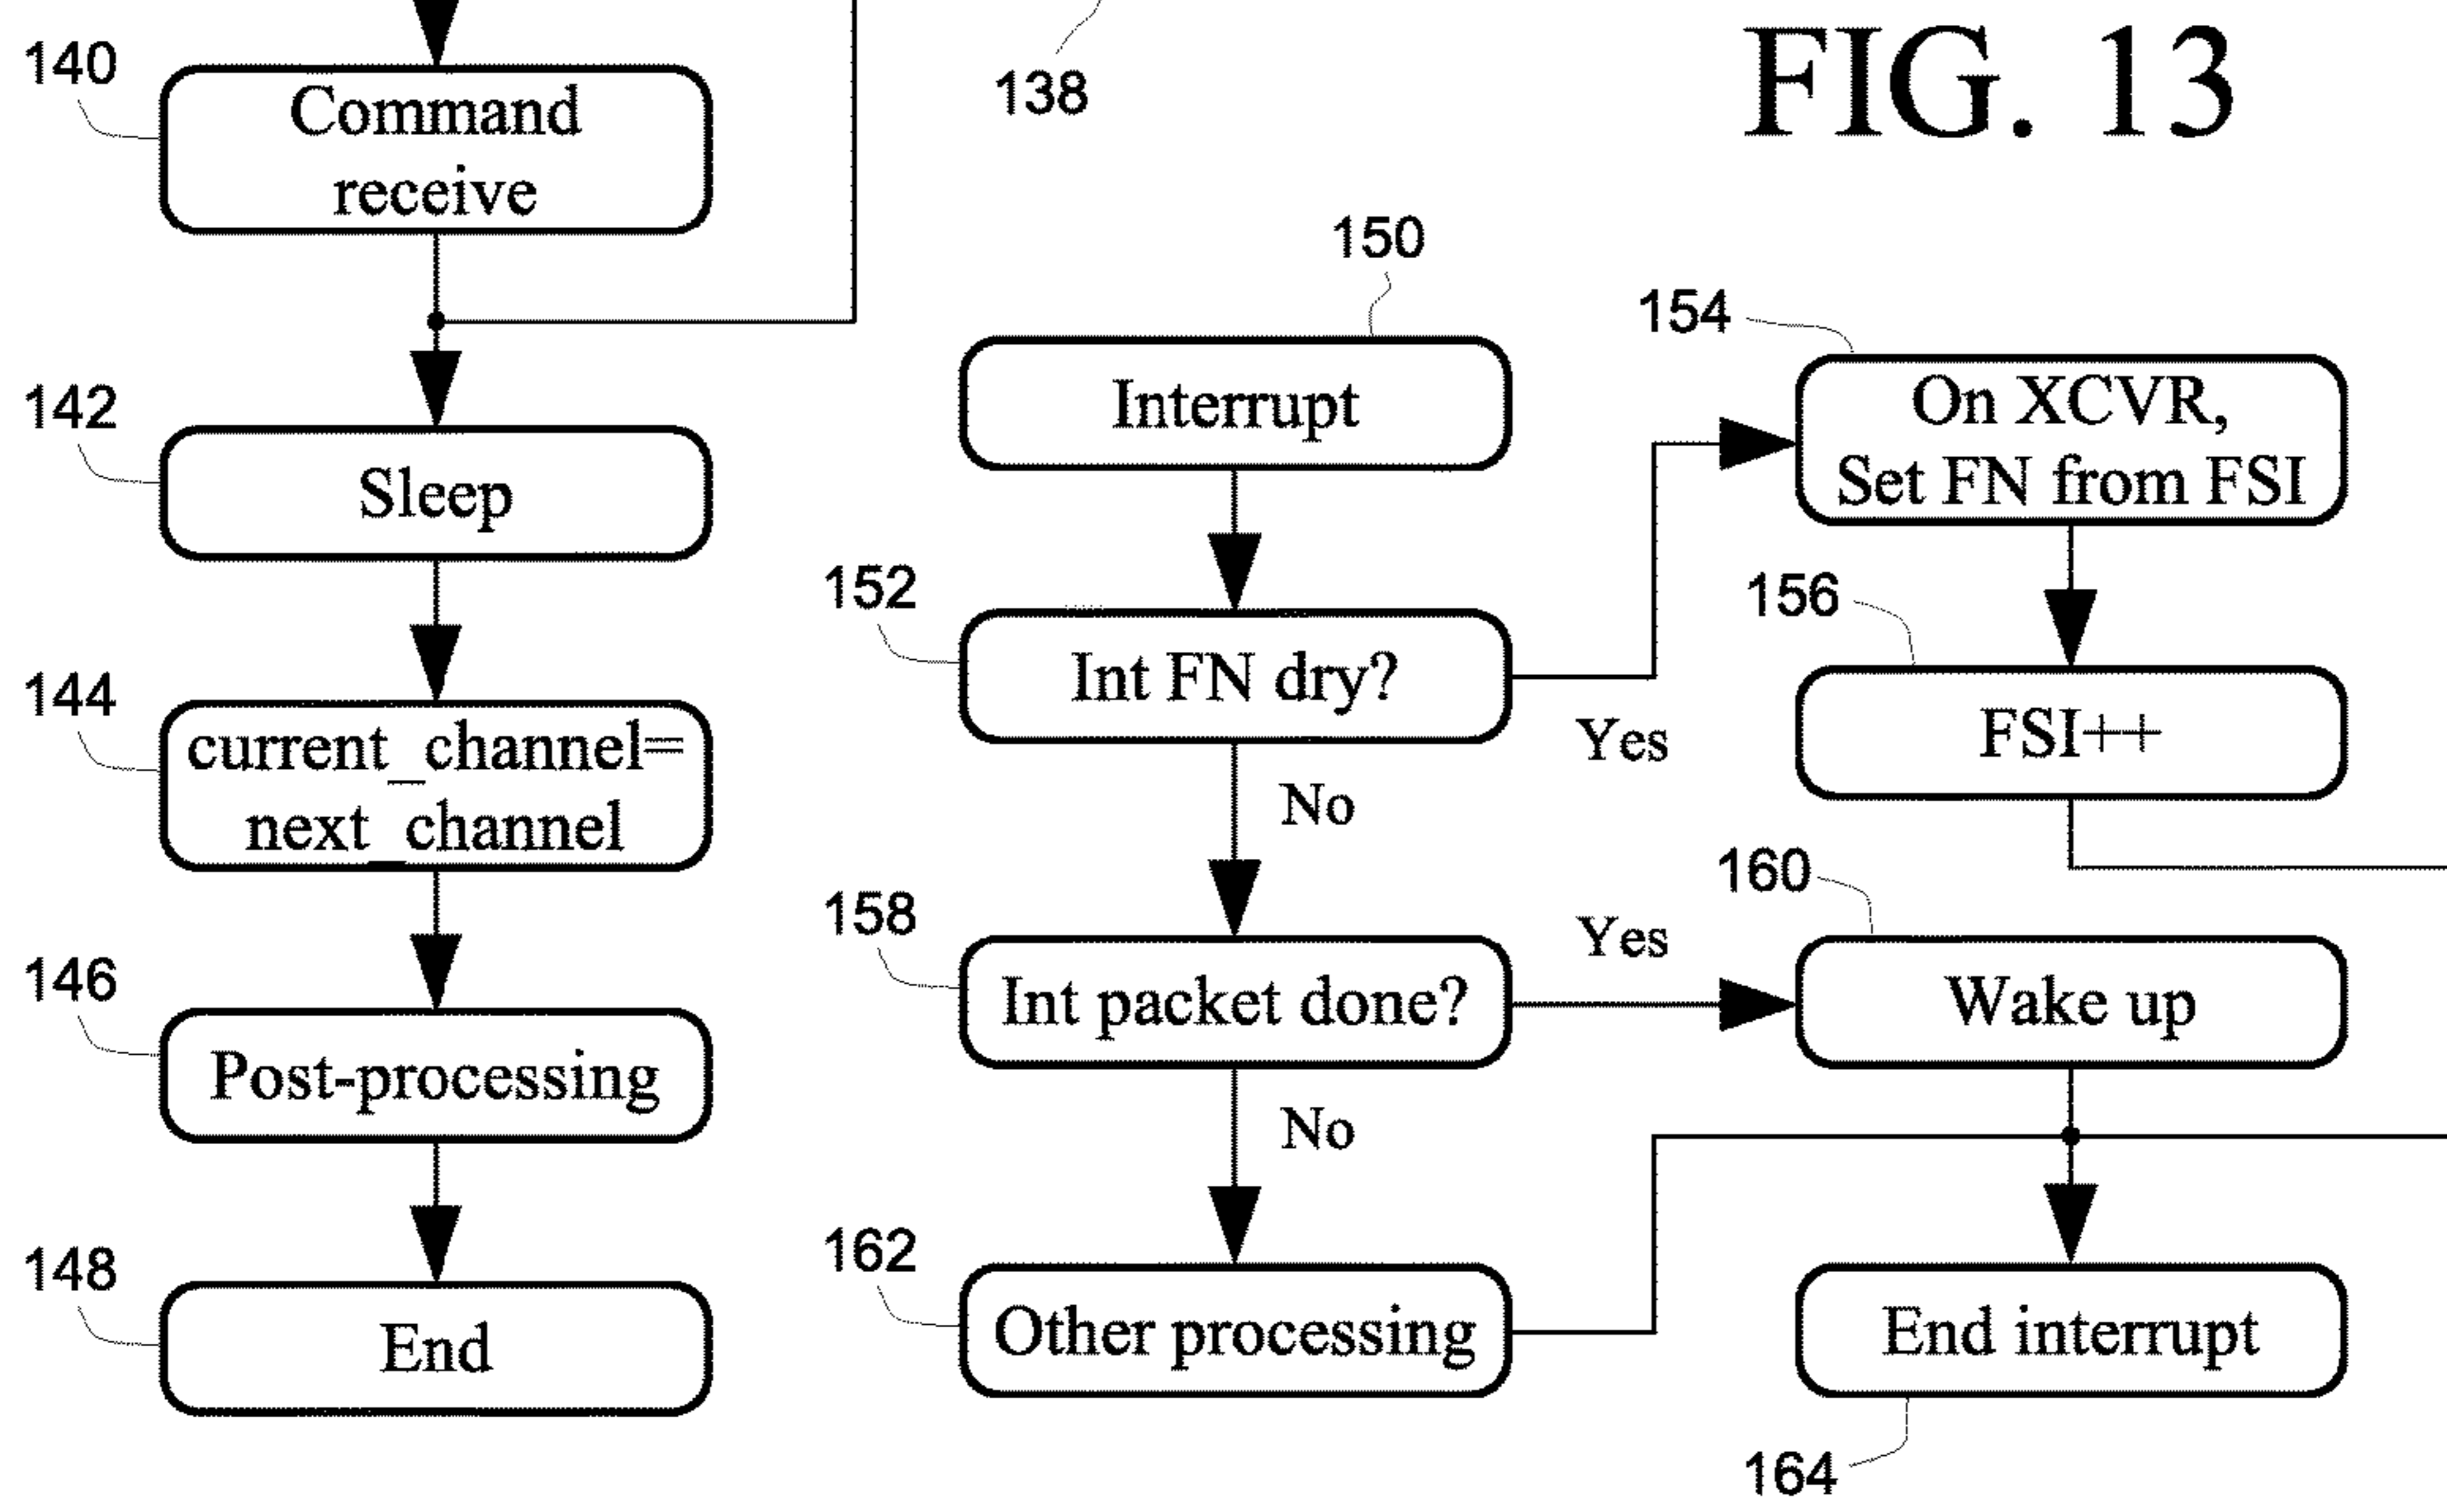 FIG. 13
138
140
Command
receive
142
Sleep
144
current_channel=
next_channel
146
Post-processing
148
End
150
Interrupt
152
Int FN dry?
Yes
No
154
On XCVR,
Set FN from FSI
156
FSI++
158
Int packet done?
Yes
No
160
Wake up
162
Other processing
End interrupt
164